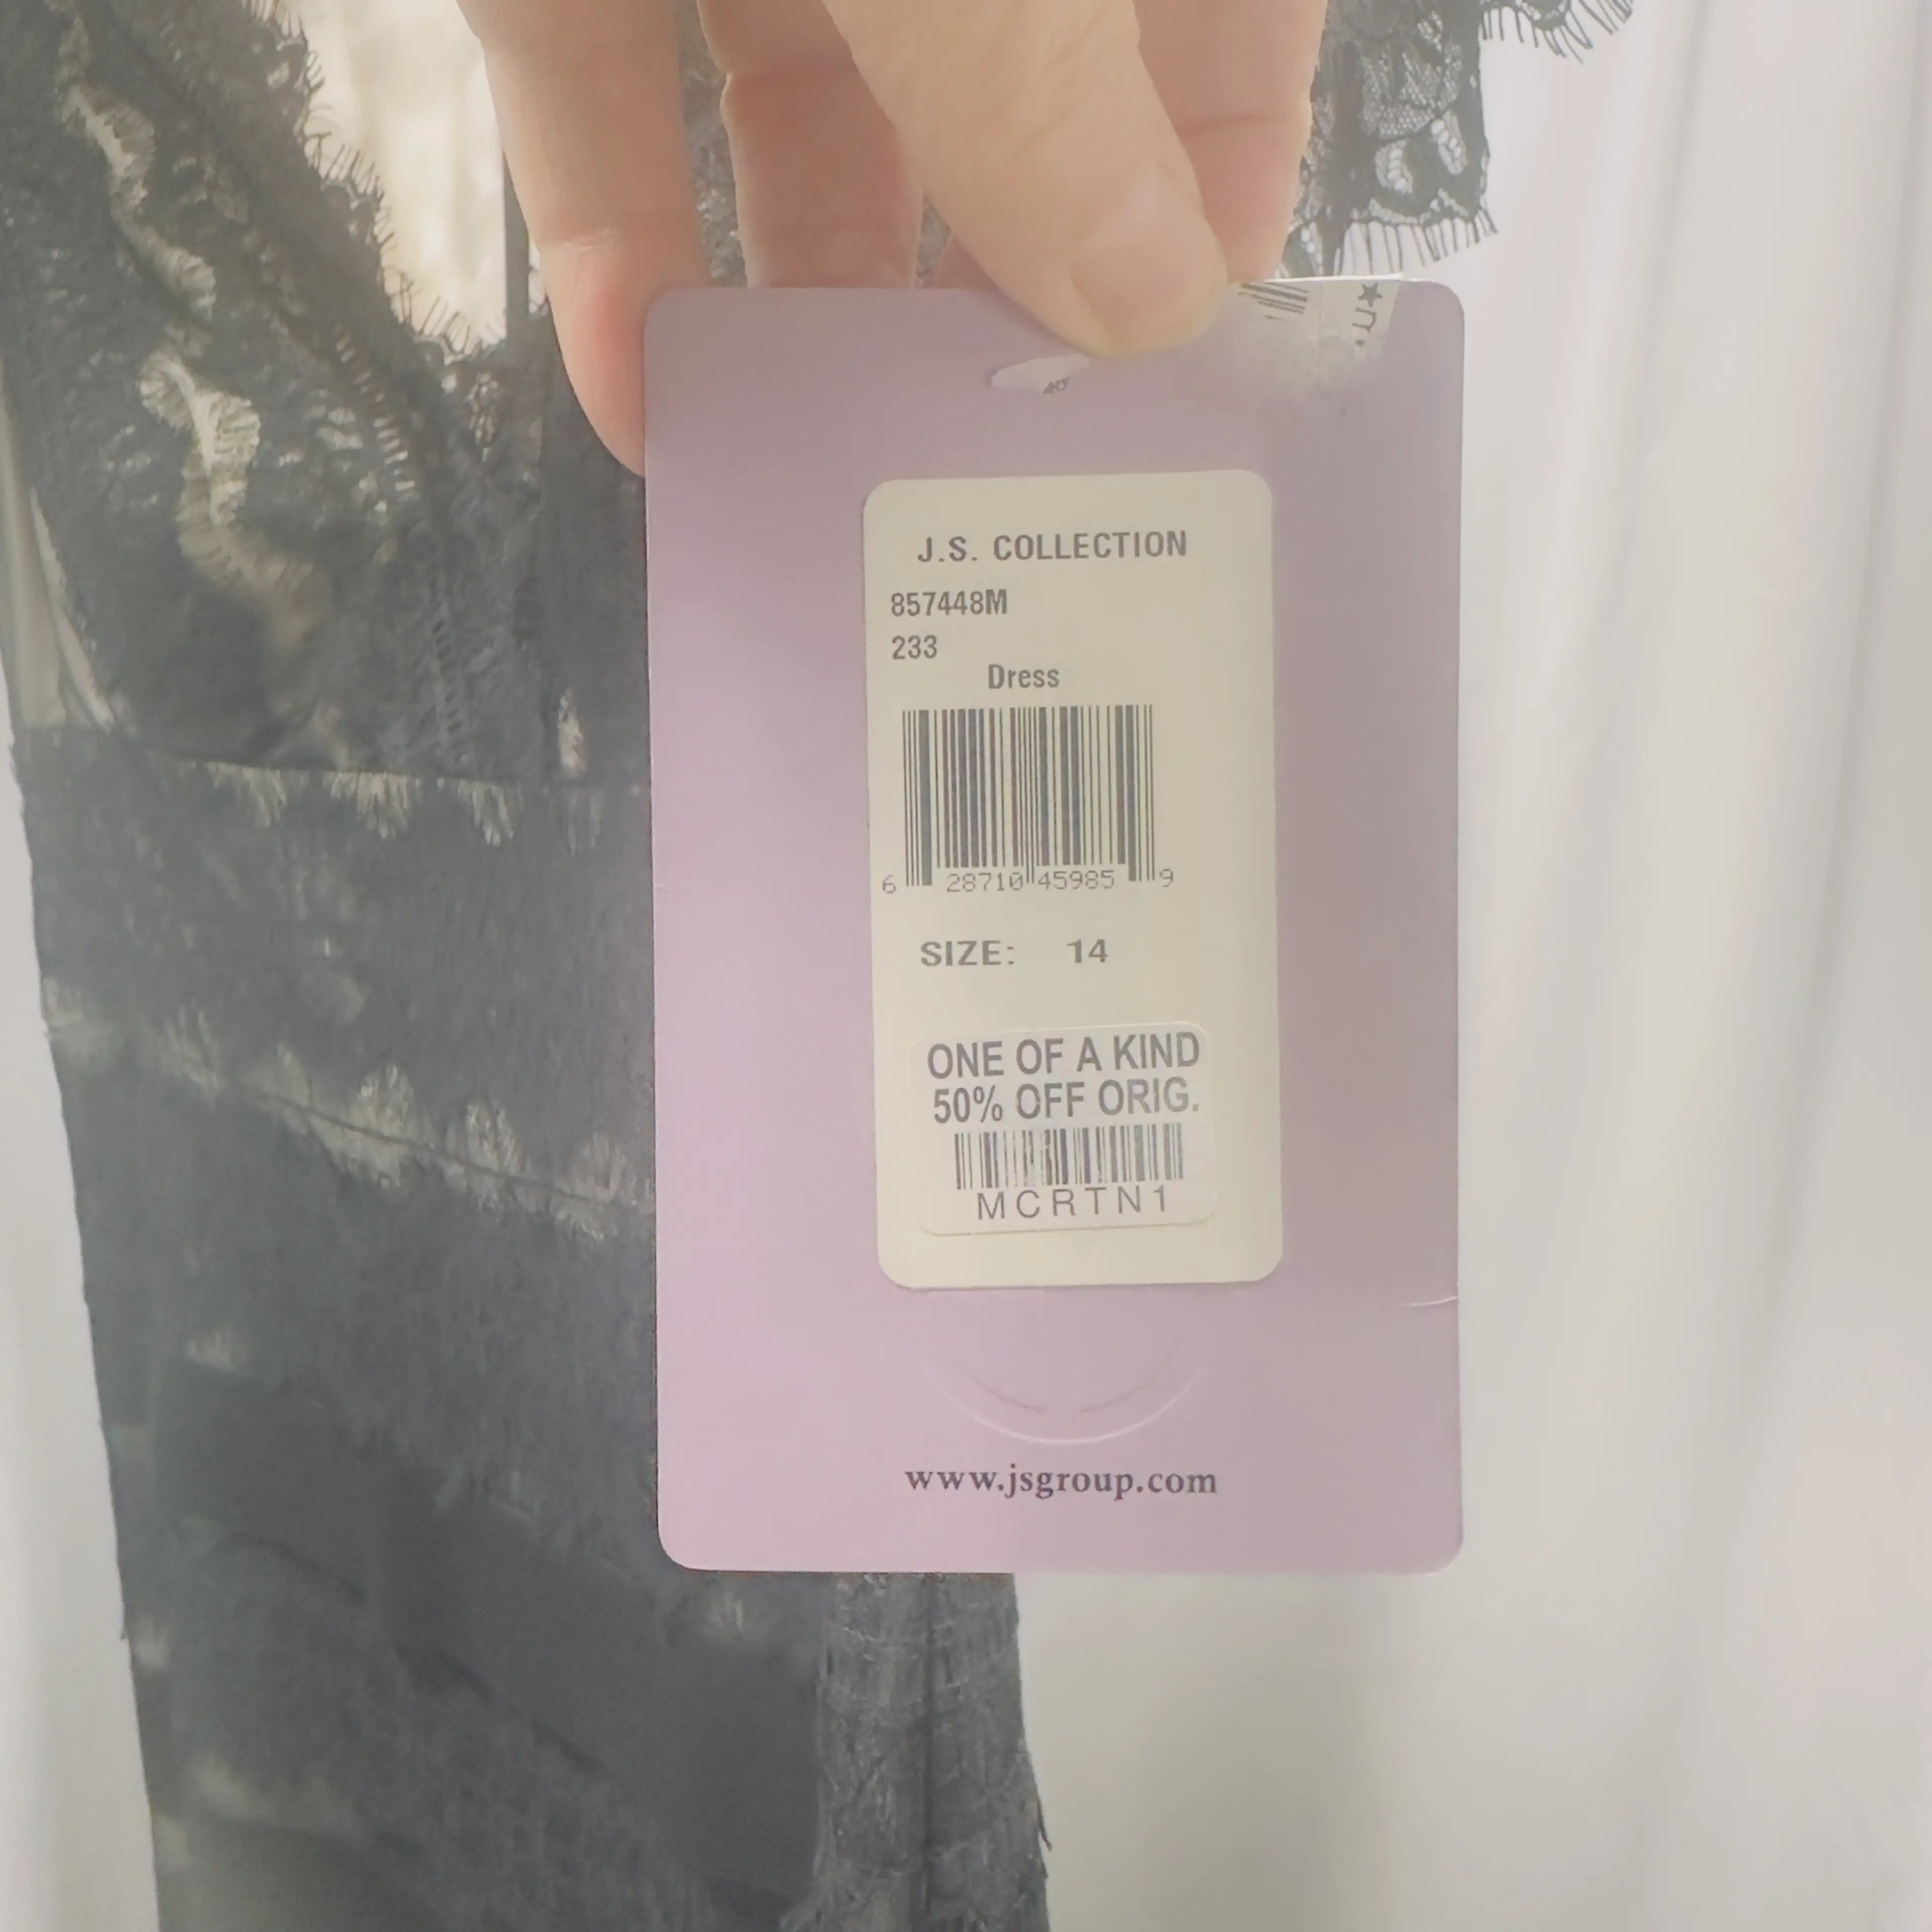 ★m
J.S. COLLECTION
857448M
233
Dress
6 28710 45985 9
SIZE: 14
ONE OF A KIND
50% OFF ORIG.
MCRTN1
www.jsgroup.com